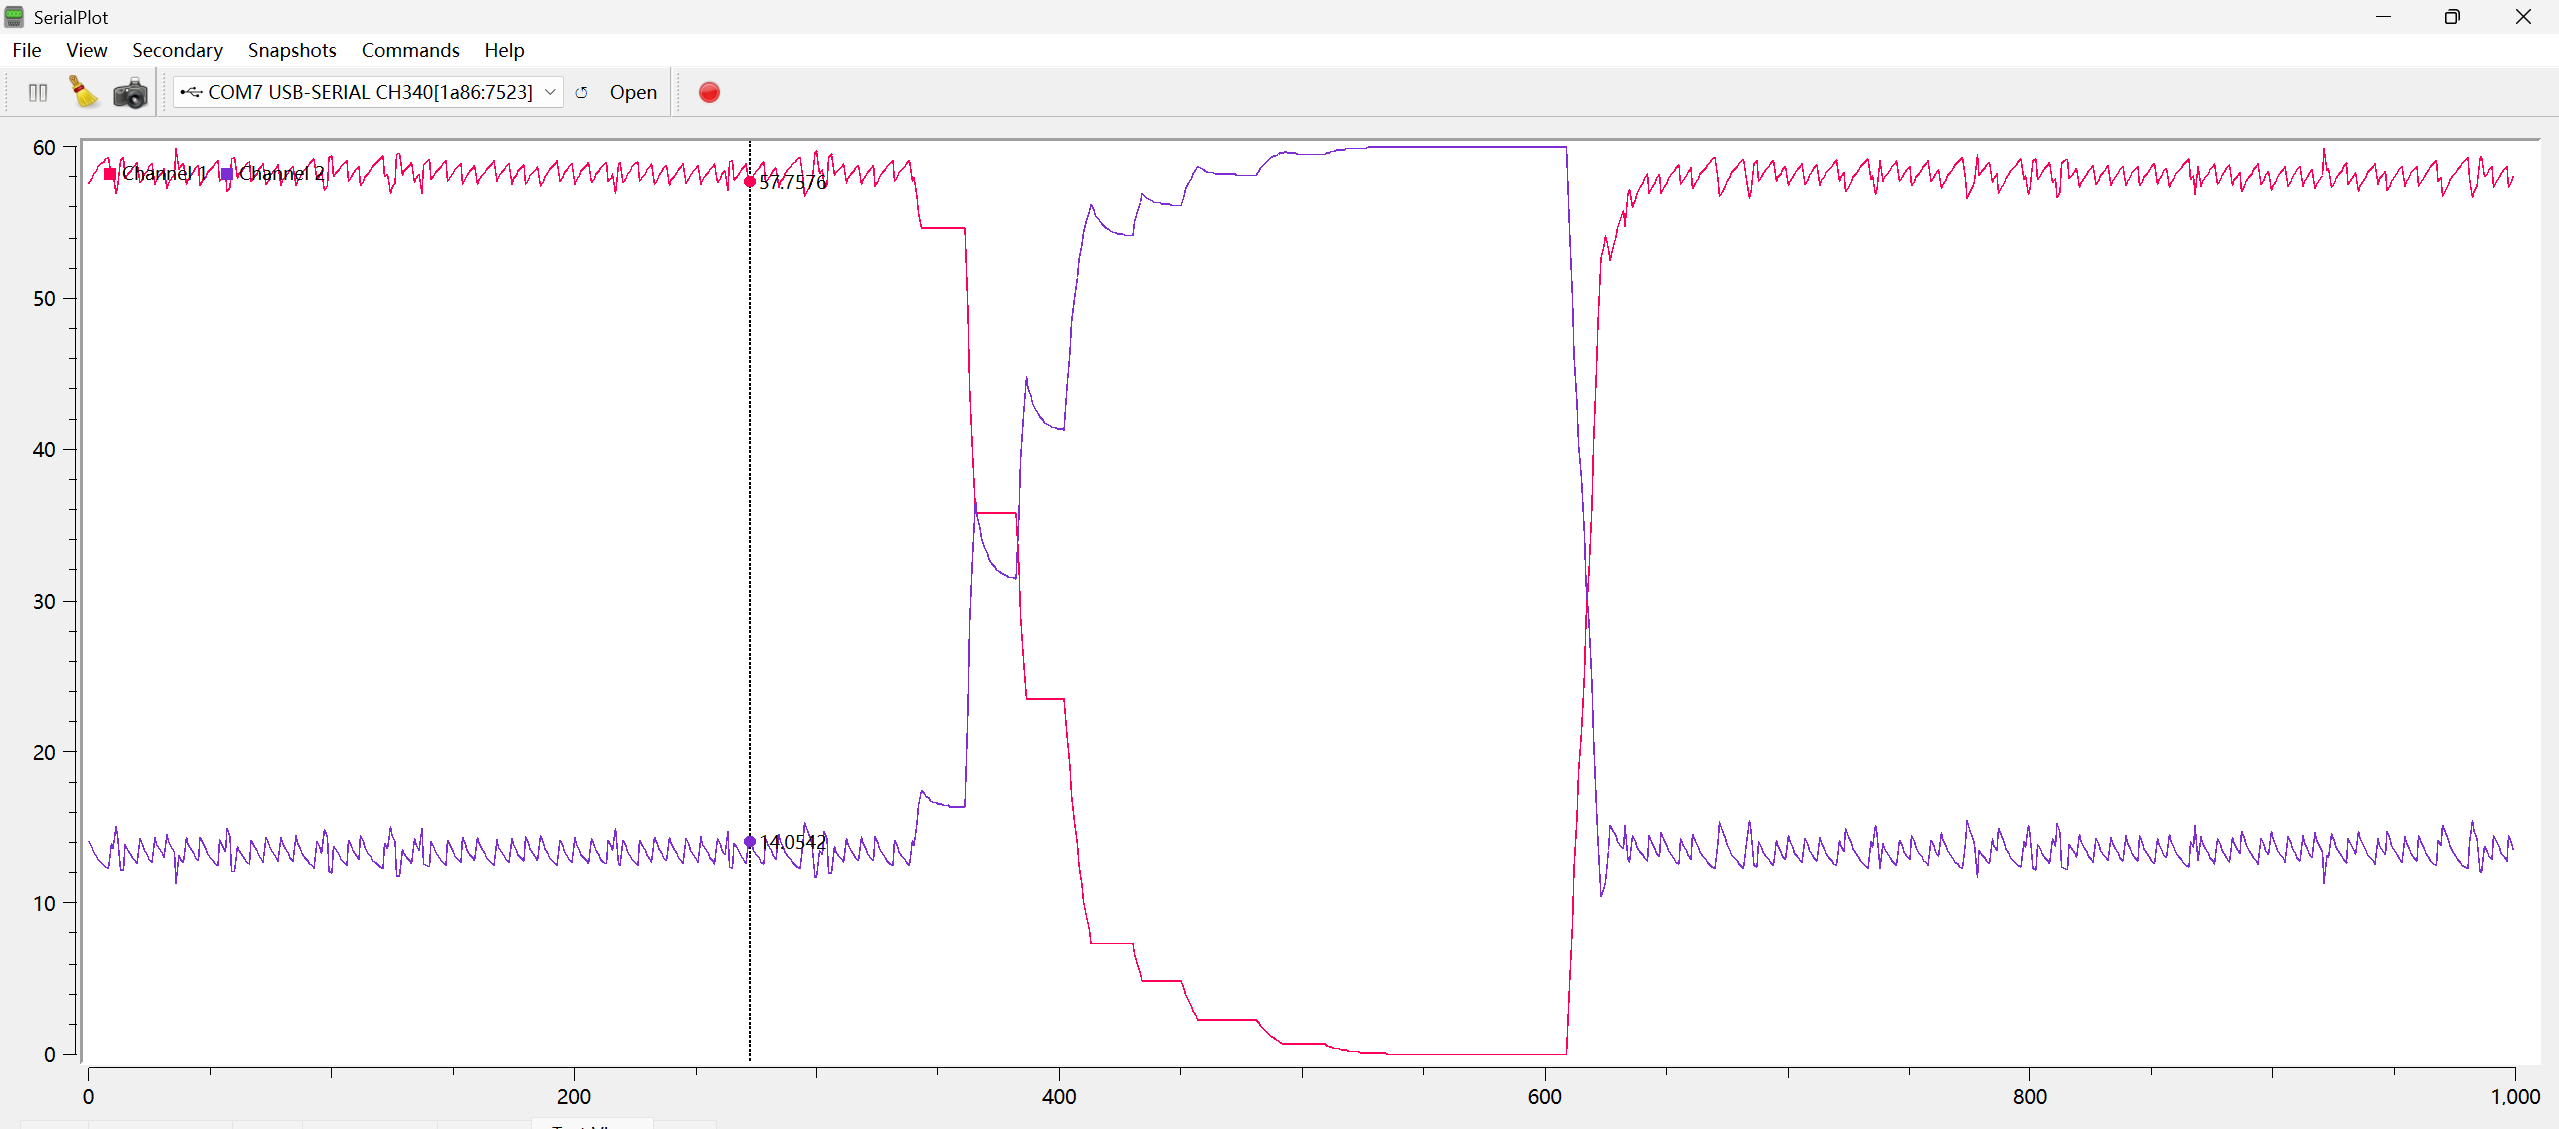 SerialPlot
File View Secondary Snapshots Commands Help
COM7 USB-SERIAL CH340[1a86:7523] Open
60
50
40
30
20
10
0
Channel 1 Channel 2
57.7576
14.0542
0 200 400 600 800 1,000